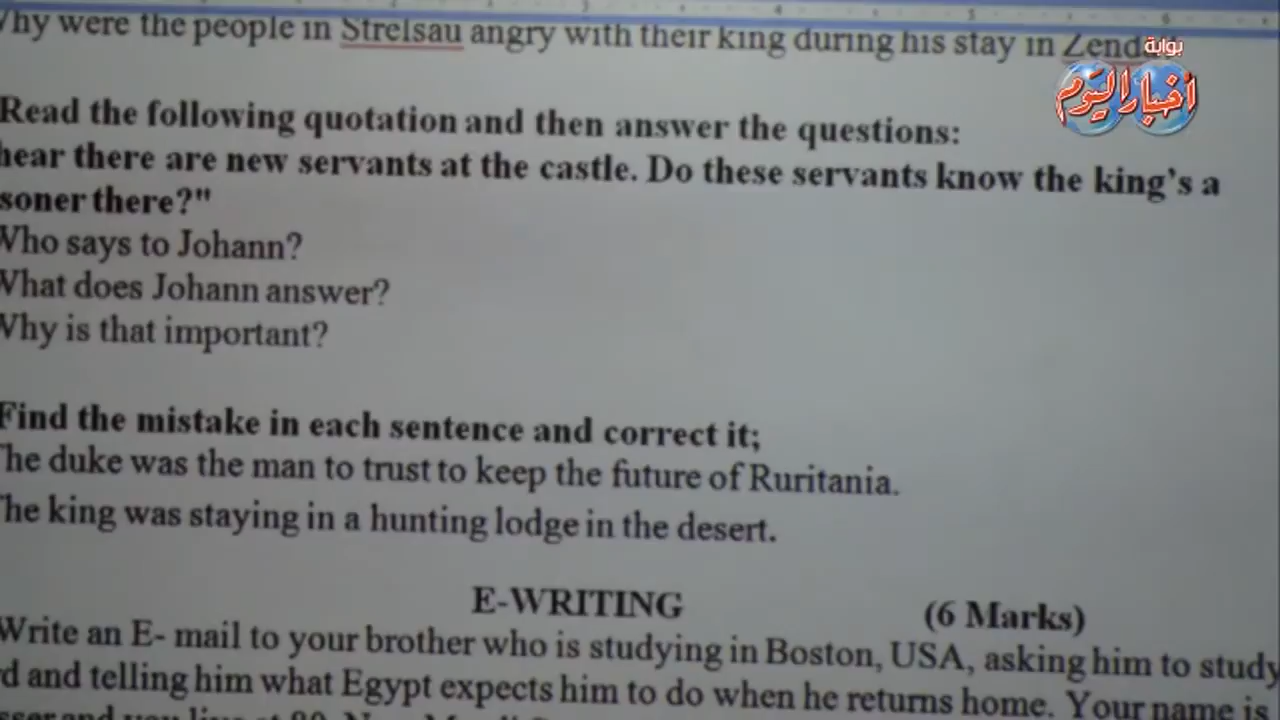 Why were the people in Strelsau angry with their king during his stay in Zenda
بوابة
أخبار اليوم
Read the following quotation and then answer the questions:
hear there are new servants at the castle. Do these servants know the king's a
soner there?"
Who says to Johann?
What does Johann answer?
Why is that important?
Find the mistake in each sentence and correct it;
The duke was the man to trust to keep the future of Ruritania.
The king was staying in a hunting lodge in the desert.
E-WRITING (6 Marks)
Write an E- mail to your brother who is studying in Boston, USA, asking him to study
d and telling him what Egypt expects him to do when he returns home. Your name is